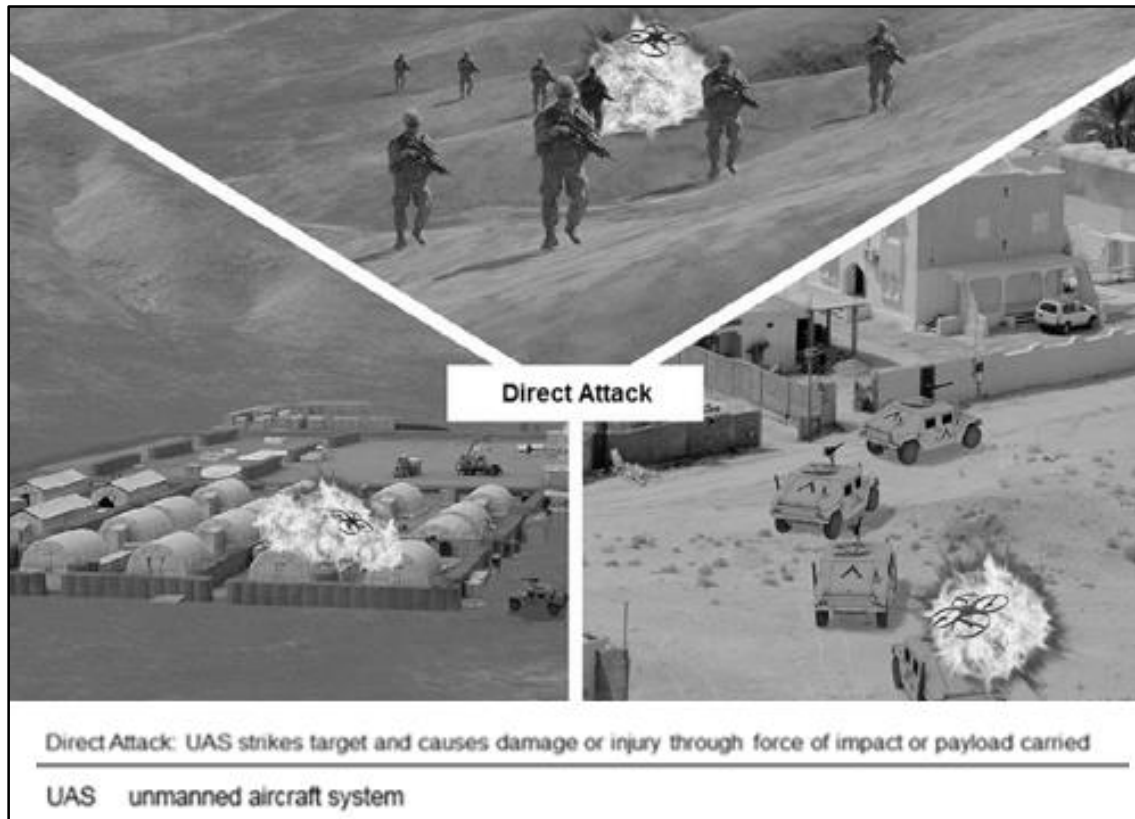 Direct Attack
Direct Attack: UAS strikes target and causes damage or injury through force of impact or payload carried
UAS unmanned aircraft system